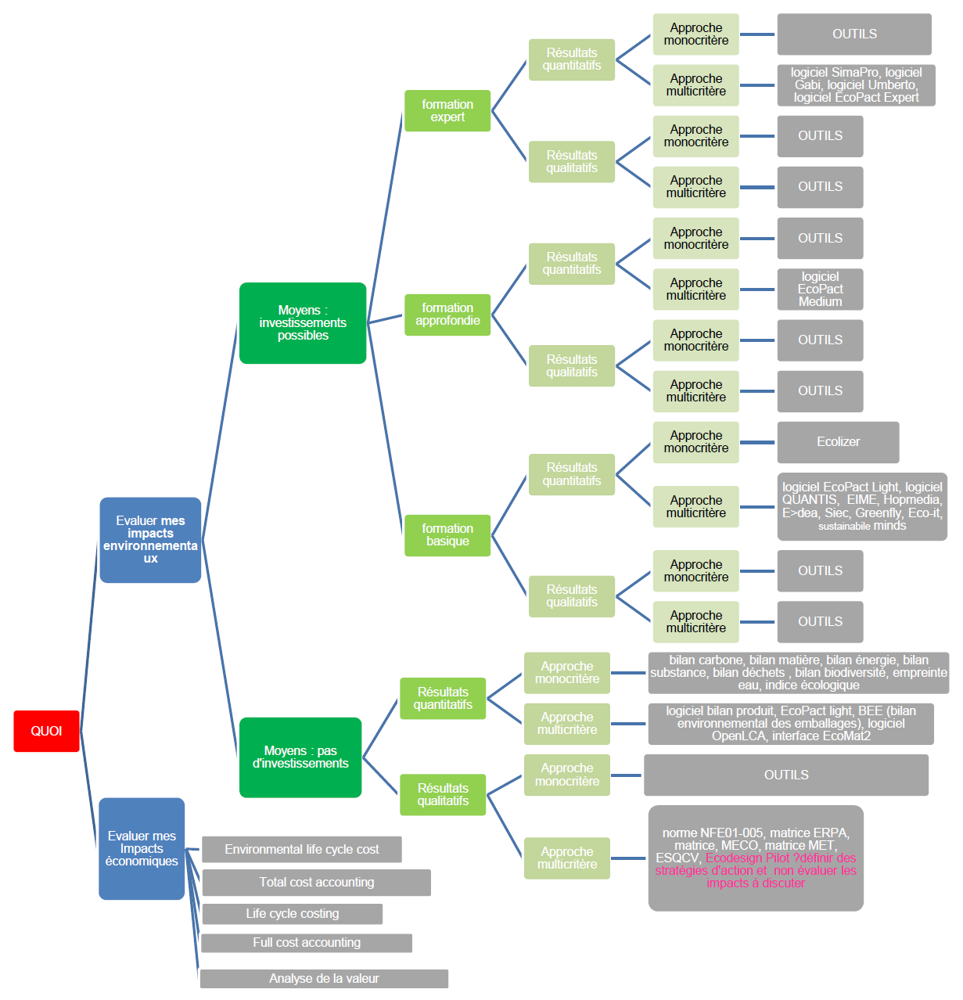 Approche
monocritère
OUTILS
Résultats
quantitatifs
Approche
multicritère
logiciel SimaPro, logiciel
Gabi, logiciel Umberto,
logiciel EcoPact Expert
formation
expert
Approche
monocritère
OUTILS
Résultats
qualitatifs
Approche
multicritère
OUTILS
Moyens :
investissements
possibles
Approche
monocritère
OUTILS
Résultats
quantitatifs
Approche
multicritère
logiciel
EcoPact
Medium
formation
approfondie
Approche
monocritère
OUTILS
Résultats
qualitatifs
Approche
multicritère
OUTILS
Approche
monocritère
Ecolizer
Résultats
quantitatifs
Approche
multicritère
logiciel EcoPact Light, logiciel
QUANTIS, EIME, Hopmedia,
E>dea, Siec, Greenfly, Eco-it,
sustainabile minds
formation
basique
Approche
monocritère
OUTILS
Résultats
qualitatifs
Approche
multicritère
OUTILS
Evaluer mes
impacts
environnementa
ux
Approche
monocritère
bilan carbone, bilan matière, bilan énergie, bilan
substance, bilan déchets , bilan biodiversité, empreinte
eau, indice écologique
Résultats
quantitatifs
Approche
multicritère
logiciel bilan produit, EcoPact light, BEE (bilan
environnemental des emballages), logiciel
OpenLCA, interface EcoMat2
Moyens : pas
d'investissements
Approche
monocritère
OUTILS
Résultats
qualitatifs
Approche
multicritère
norme NFE01-005, matrice ERPA,
matrice, MECO, matrice MET,
ESQCV, Ecodesign Pilot ?définir des
stratégies d'action et non évaluer les
impacts à discuter
QUOI
Evaluer mes
Impacts
économiques
Environmental life cycle cost
Total cost accounting
Life cycle costing
Full cost accounting
Analyse de la valeur